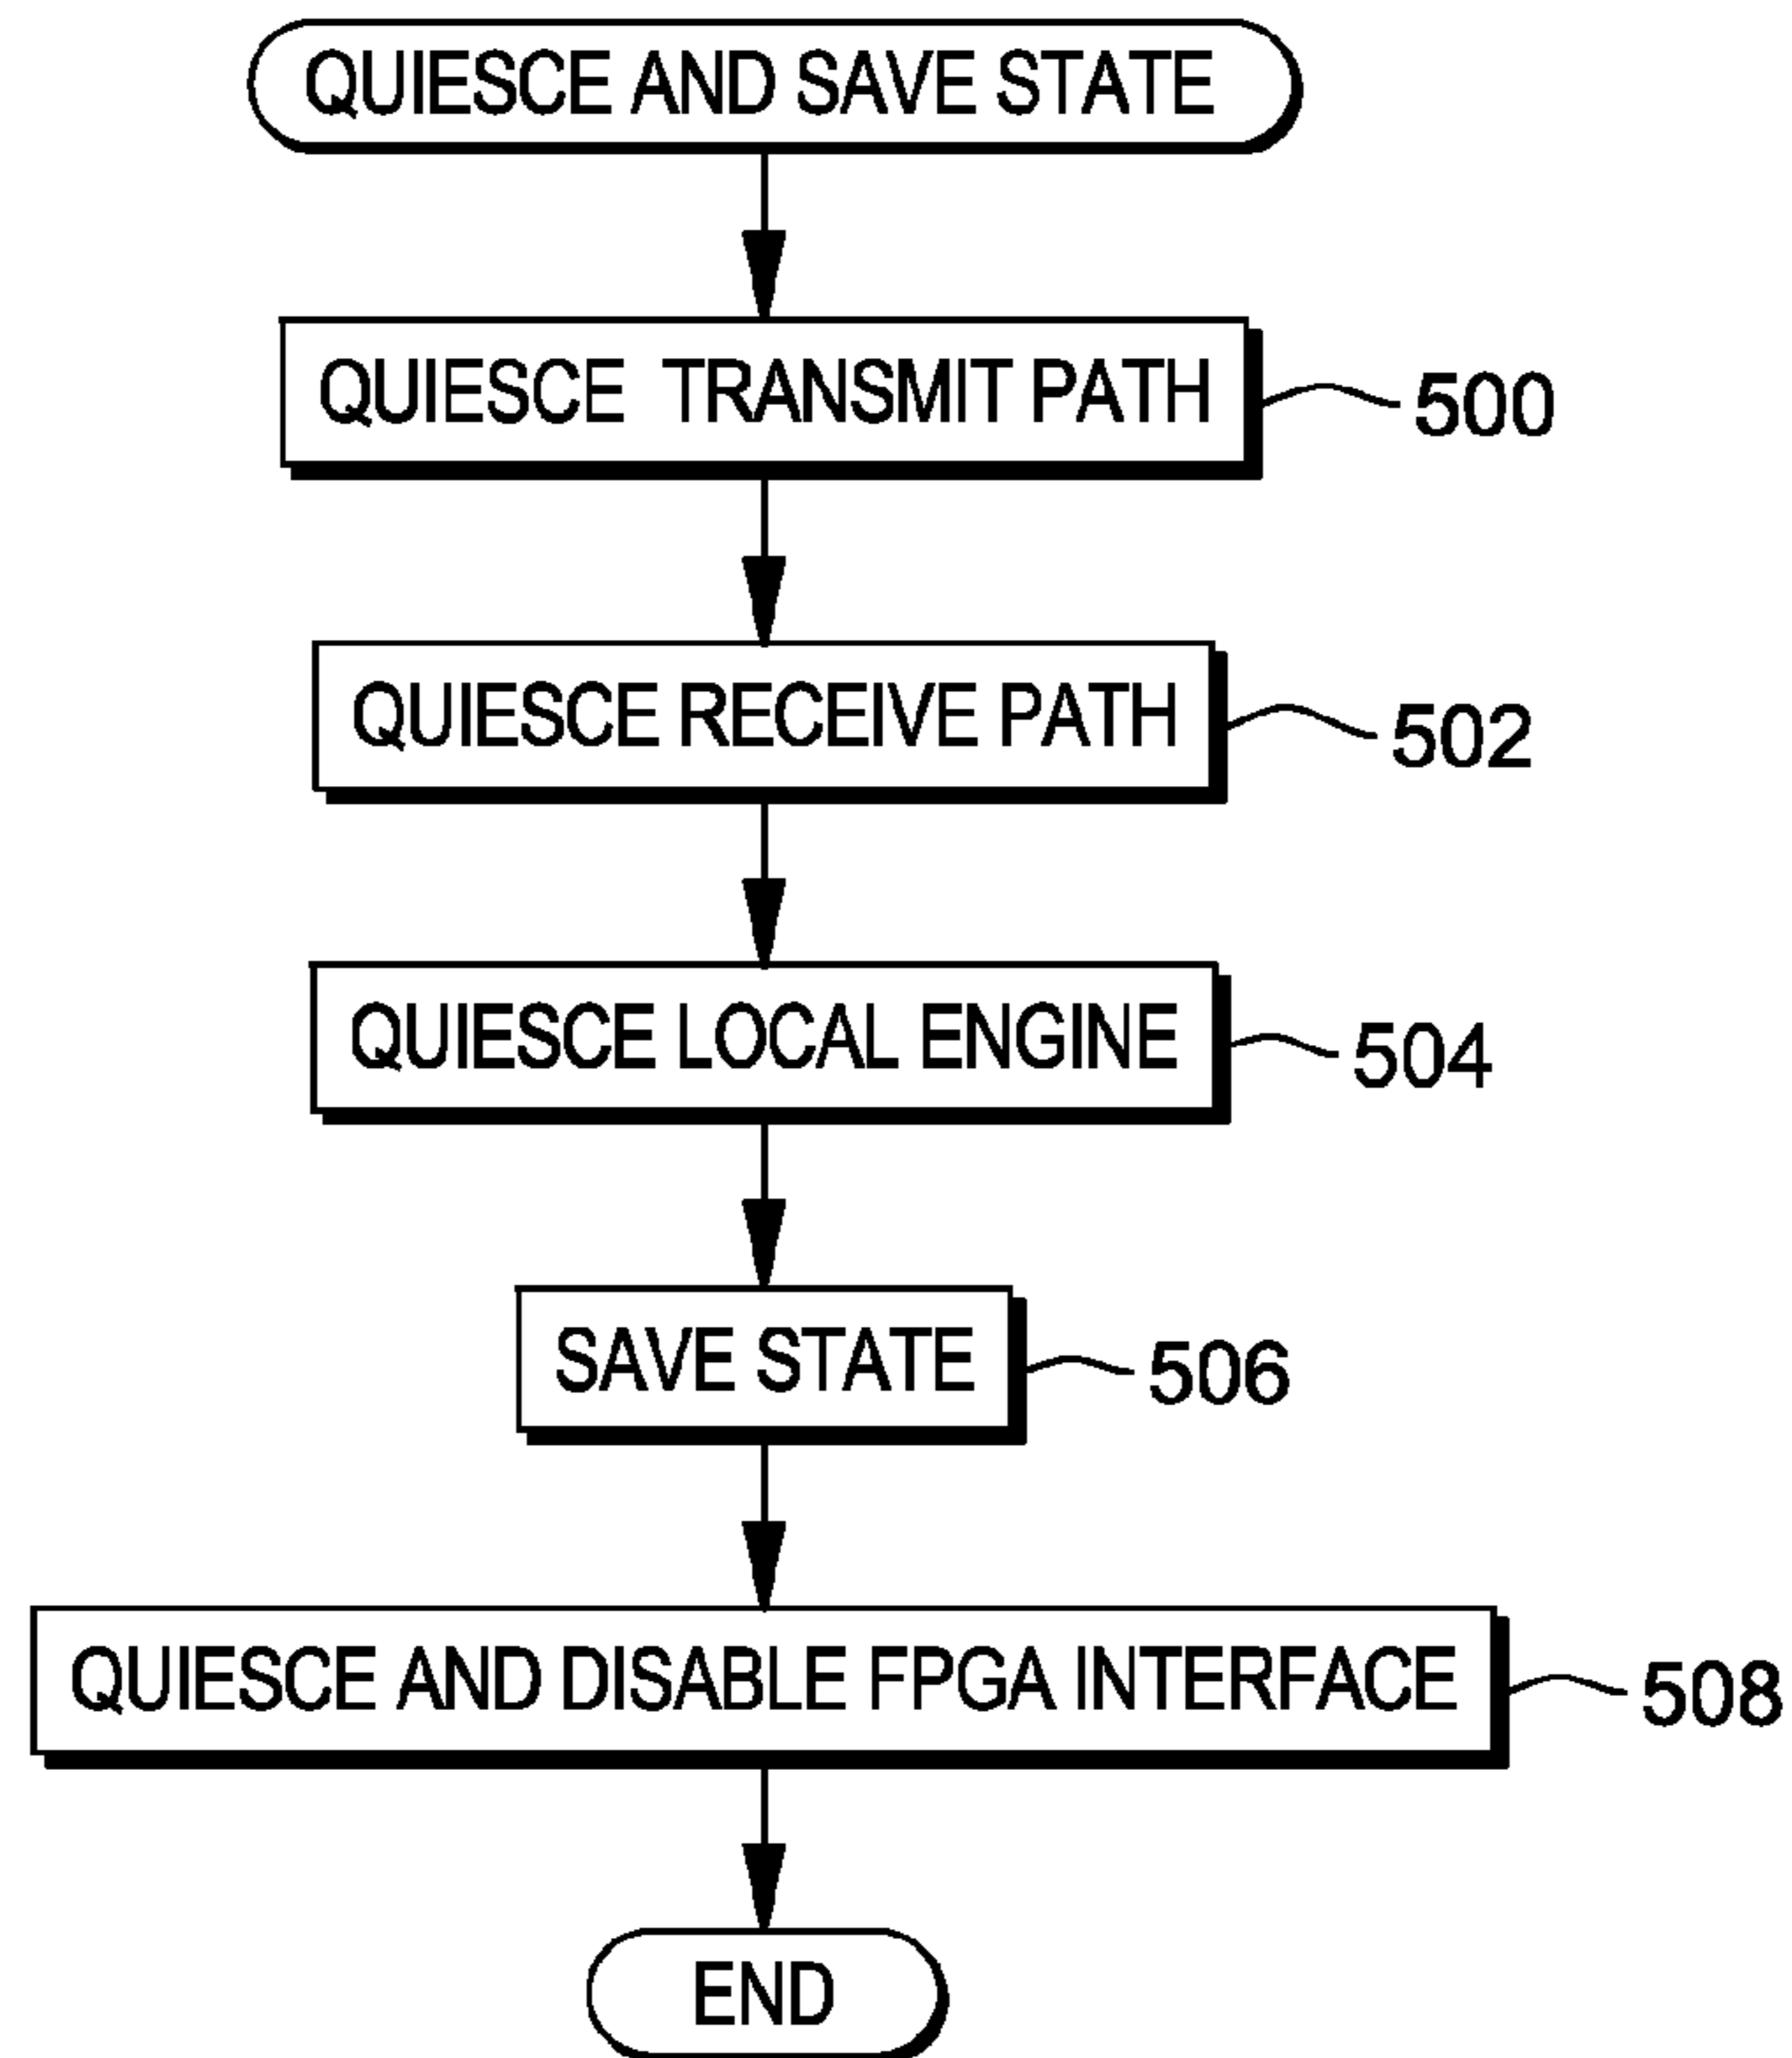 QUIESCE AND SAVE STATE
QUIESCE TRANSMIT PATH
500
QUIESCE RECEIVE PATH
502
QUIESCE LOCAL ENGINE
504
SAVE STATE
506
QUIESCE AND DISABLE FPGA INTERFACE
508
END